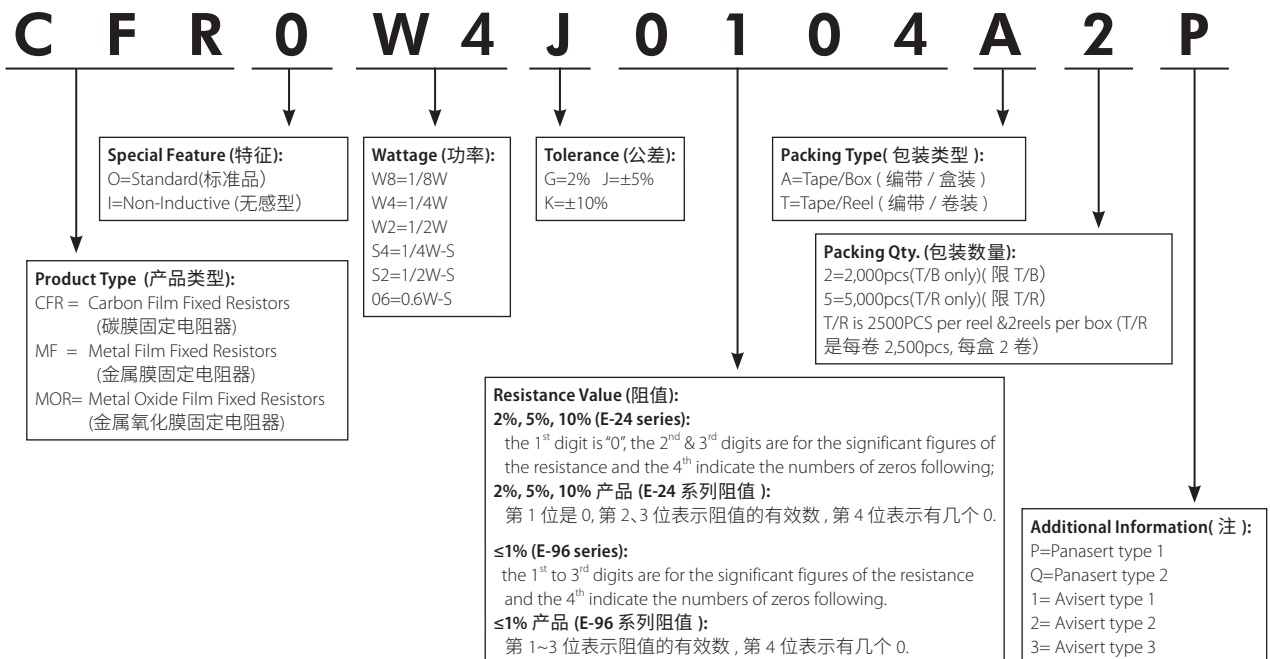 C F R 0 W 4 J 0 1 0 4 A 2 P
Special Feature (特征):
O=Standard(标准品)
I=Non-Inductive (无感型)
Wattage (功率):
W8=1/8W
W4=1/4W
W2=1/2W
S4=1/4W-S
S2=1/2W-S
06=0.6W-S
Tolerance (公差):
G=2% J=±5%
K=±10%
Packing Type( 包装类型 ):
A=Tape/Box ( 编带 / 盒装 )
T=Tape/Reel ( 编带 / 卷装 )
Packing Qty. (包装数量):
2=2,000pcs(T/B only)( 限 T/B)
5=5,000pcs(T/R only)( 限 T/R)
T/R is 2500PCS per reel &2reels per box (T/R
是每卷 2,500pcs, 每盒 2 卷)
Product Type (产品类型):
CFR = Carbon Film Fixed Resistors
(碳膜固定电阻器)
MF = Metal Film Fixed Resistors
(金属膜固定电阻器)
MOR= Metal Oxide Film Fixed Resistors
(金属氧化膜固定电阻器)
Resistance Value (阻值):
2%, 5%, 10% (E-24 series):
the 1st digit is "0", the 2nd & 3rd digits are for the significant figures of
the resistance and the 4th indicate the numbers of zeros following;
2%, 5%, 10% 产品 (E-24 系列阻值 ):
第 1 位是 0, 第 2、3 位表示阻值的有效数 , 第 4 位表示有几个 0.
≤1% (E-96 series):
the 1st to 3rd digits are for the significant figures of the resistance
and the 4th indicate the numbers of zeros following.
≤1% 产品 (E-96 系列阻值 ):
第 1~3 位表示阻值的有效数 , 第 4 位表示有几个 0.
Additional Information( 注 ):
P=Panasert type 1
Q=Panasert type 2
1= Avisert type 1
2= Avisert type 2
3= Avisert type 3